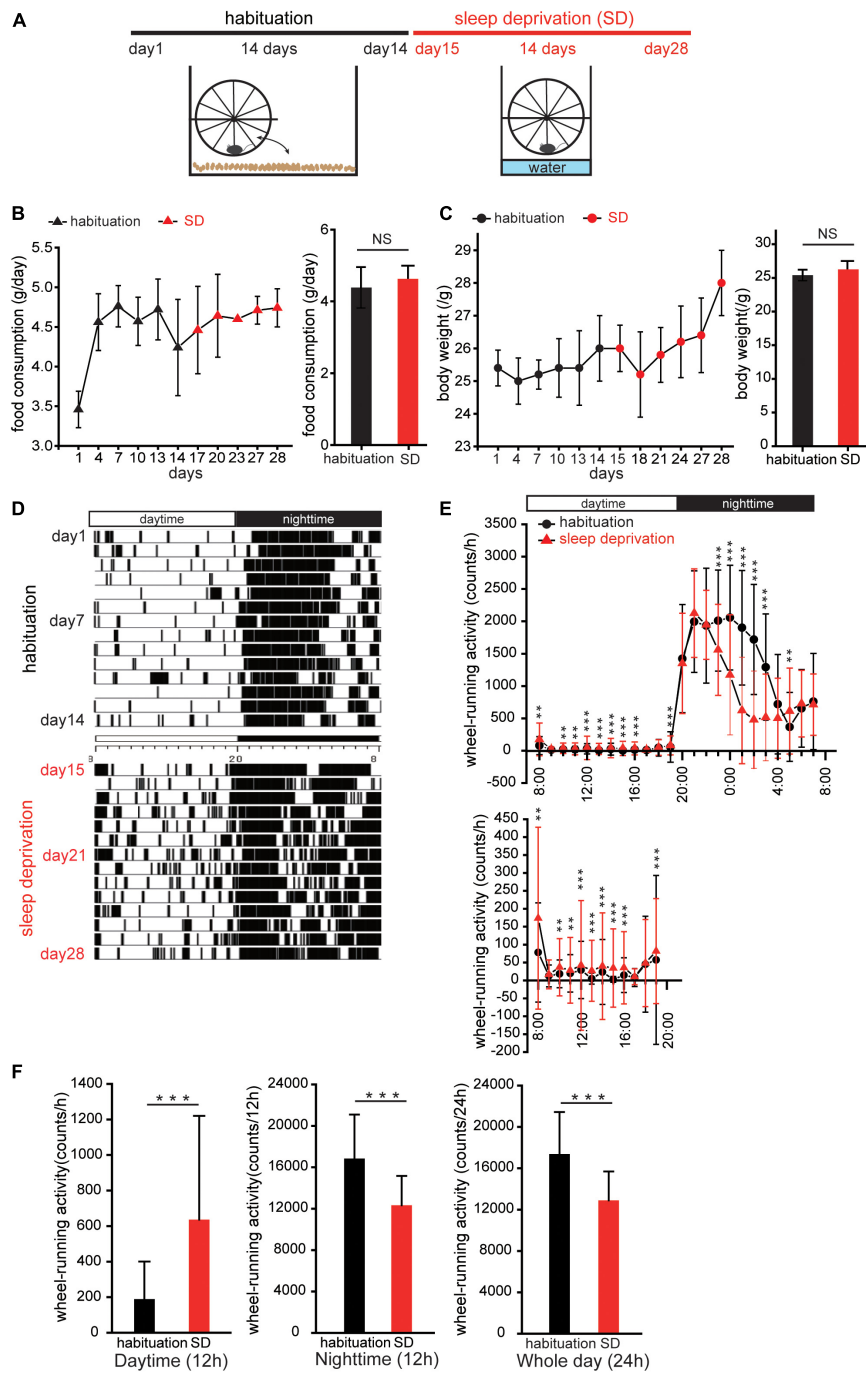 A
habituation sleep deprivation (SD)
day1 14 days day14 day15 14 days day28
water
B
habituation SD
food consumption (g/day)
5.5
5.0
4.5
4.0
3.5
3.0
1 4 7 10 13 14 17 20 23 27 28
days
NS
food consumption (g/day)
6
4
2
0
habituation SD
C
habituation SD
body weight (/g)
29
28
27
26
25
24
23
1 4 7 10 13 14 15 18 21 24 27 28
days
NS
body weight(/g)
30
25
20
15
10
5
0
habituation SD
D
daytime nighttime
day1
day7
day14
habituation
8 20 8
day15
day21
day28
sleep deprivation
E
daytime nighttime
habituation
sleep deprivation
wheel-running activity (counts/h)
3500
3000
2500
2000
1500
1000
500
0
-500
8:00 12:00 16:00 20:00 0:00 4:00 8:00
** * ** *** *** *** *** *** *** *** *** *** *** *** **
wheel-running activity (counts/h)
450
400
350
300
250
200
150
100
50
0
-50
-100
-150
-200
8:00 12:00 16:00 20:00
** ** ** *** *** *** *** *** ***
F
wheel-running activity (counts/h)
1400
1200
1000
800
600
400
200
0
* * *
habituation SD
Daytime (12h)
wheel-running activity(counts/12h)
24000
20000
16000
12000
8000
4000
0
* * *
habituation SD
Nighttime (12h)
wheel-running activity (counts/24h)
24000
20000
16000
12000
8000
4000
0
* * *
habituation SD
Whole day (24h)